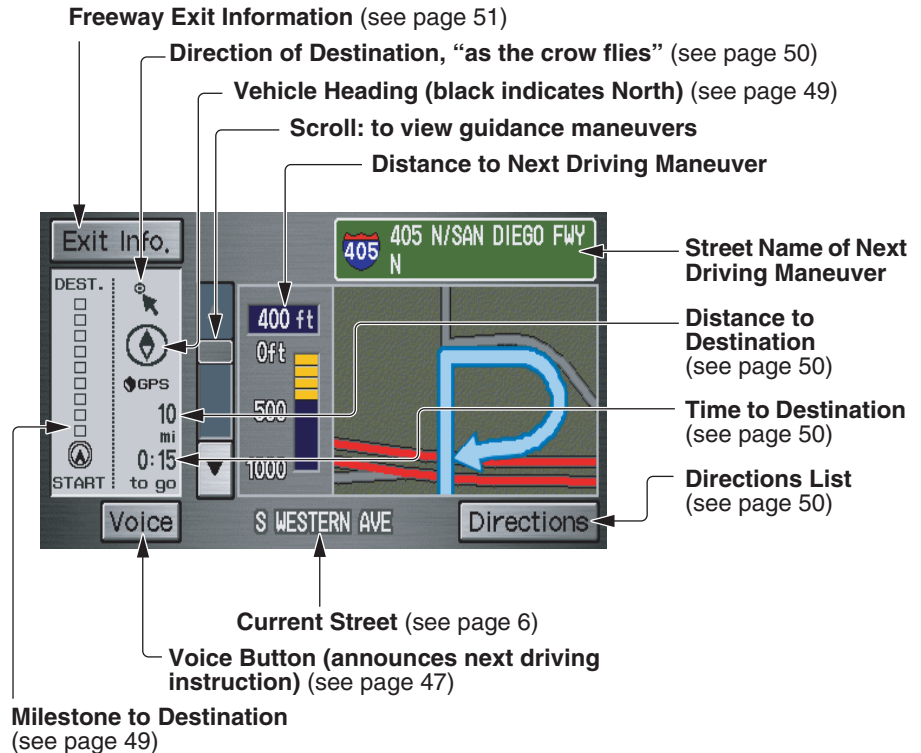 Freeway Exit Information (see page 51)
Direction of Destination, “as the crow flies” (see page 50)
Vehicle Heading (black indicates North) (see page 49)
Scroll: to view guidance maneuvers
Distance to Next Driving Maneuver
Exit Info.
405
405 N/SAN DIEGO FWY
N
Street Name of Next
Driving Maneuver
DEST.
400 ft
0ft
GPS
500
10
mi
0:15
1000
START
to go
Distance to
Destination
(see page 50)
Time to Destination
(see page 50)
Directions List
(see page 50)
Voice
S WESTERN AVE
Directions
Current Street (see page 6)
Voice Button (announces next driving
instruction) (see page 47)
Milestone to Destination
(see page 49)